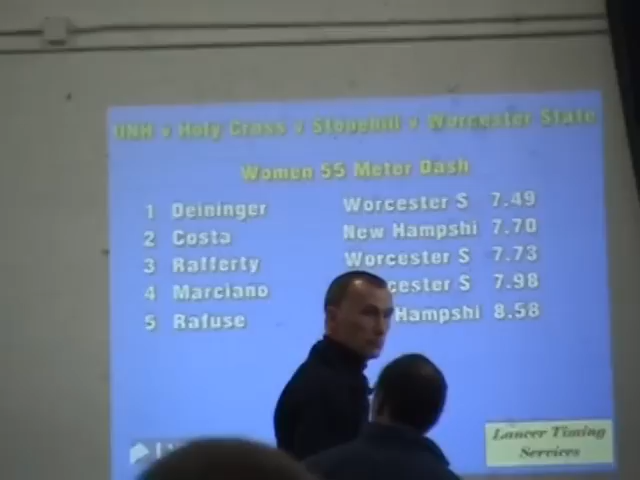 UNH v Holy Cross v Stonehill v Worcester State
Women 55 Meter Dash
1 Deininger Worcester S 7.49
2 Costa New Hampshi 7.70
3 Rafferty Worcester S 7.73
4 Marciano cester S 7.98
5 Rafuse Hampshi 8.58
Lancer Timing
Services